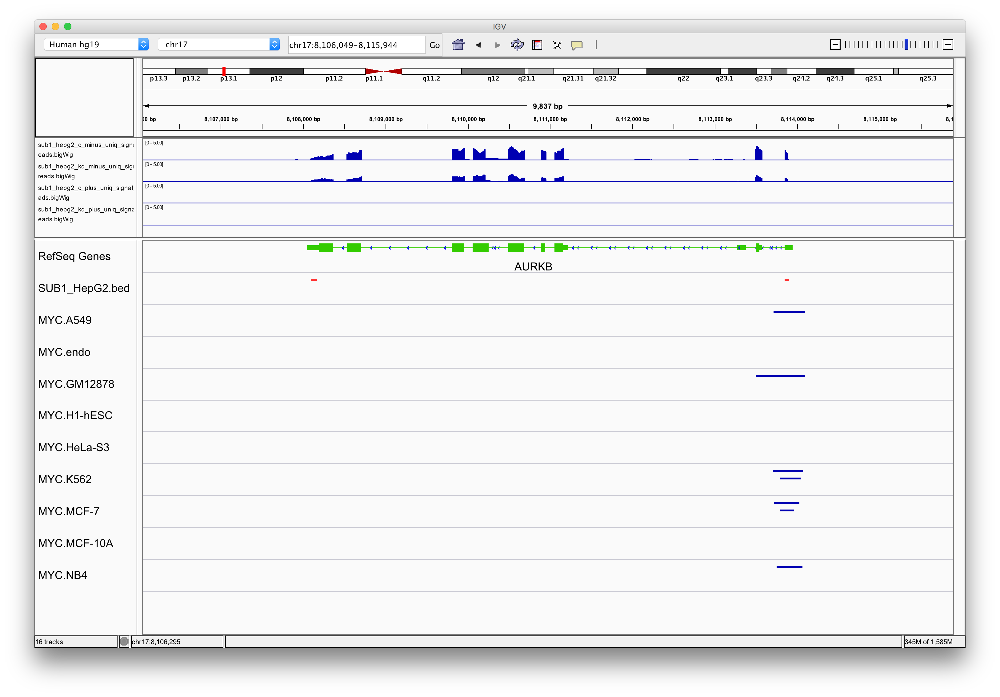 IGV
Human hg19 chr17 chr17:8,106,049-8,115,944 Go
p13.3 p13.2 p13.1 p12 p11.2 p11.1 q11.2 q12 q21.1 q21.31 q21.32 q22 q23.1 q23.3 q24.2 q24.3 q25.1 q25.3
9,837 bp
00 bp 8,107,000 bp 8,108,000 bp 8,109,000 bp 8,110,000 bp 8,111,000 bp 8,112,000 bp 8,113,000 bp 8,114,000 bp 8,115,000 bp 8,1
sub1_hepg2_c_minus_uniq_signa [0 - 5.00]
eads.bigWig
sub1_hepg2_kd_minus_uniq_sig [0 - 5.00]
reads.bigWig
sub1_hepg2_c_plus_uniq_signal_ [0 - 5.00]
ads.bigWig
sub1_hepg2_kd_plus_uniq_signa [0 - 5.00]
eads.bigWig
RefSeq Genes
AURKB
SUB1_HepG2.bed
MYC.A549
MYC.endo
MYC.GM12878
MYC.H1-hESC
MYC.HeLa-S3
MYC.K562
MYC.MCF-7
MYC.MCF-10A
MYC.NB4
16 tracks chr17:8,106,295 345M of 1,585M